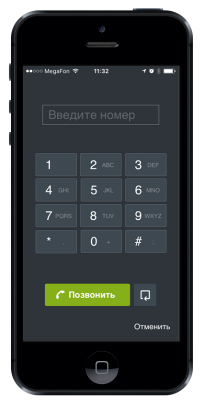 MegaFon 11:32
Введите номер
1 2 ABC 3 DEF
4 GHI 5 JKL 6 MNO
7 PQRS 8 TUV 9 WXYZ
* . 0 + # .
Позвонить
Отменить